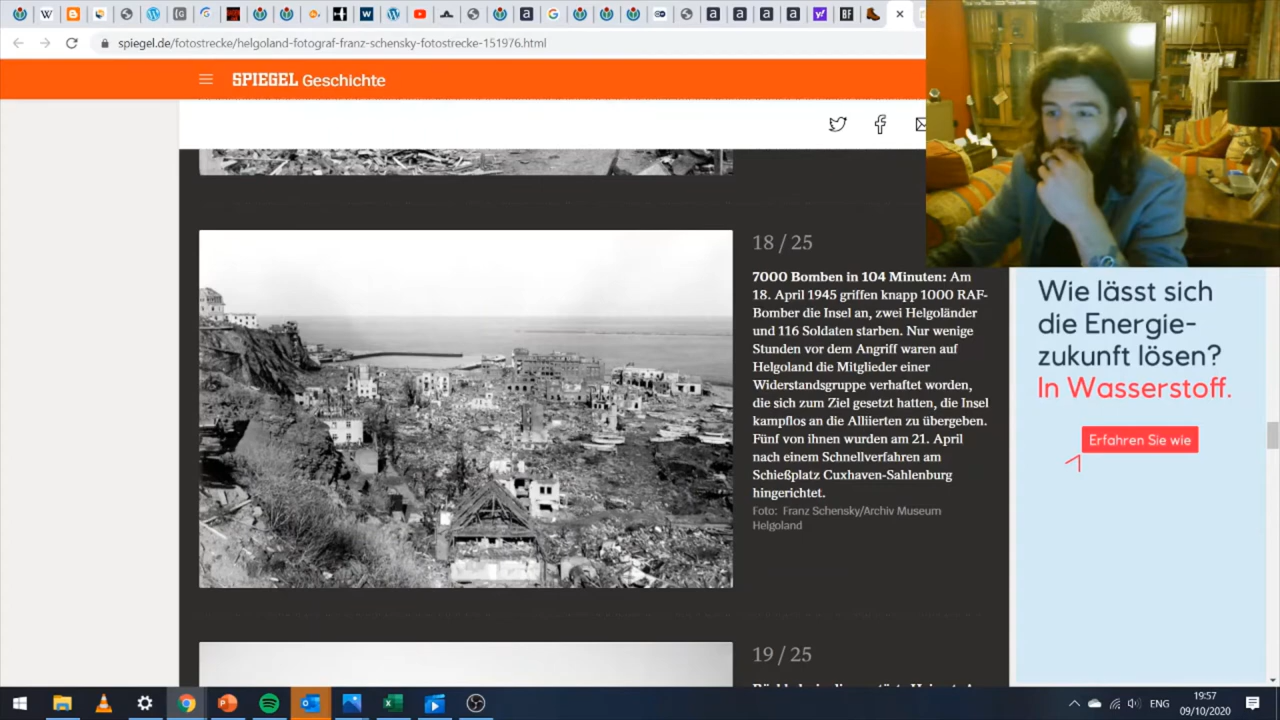 spiegel.de/fotostrecke/helgoland-fotograf-franz-schensky-fotostrecke-151976.html
SPIEGEL Geschichte
18 / 25
7000 Bomben in 104 Minuten: Am
18. April 1945 griffen knapp 1000 RAF-
Bomber die Insel an, zwei Helgoländer
und 116 Soldaten starben. Nur wenige
Stunden vor dem Angriff waren auf
Helgoland die Mitglieder einer
Widerstandsgruppe verhaftet worden,
die sich zum Ziel gesetzt hatten, die Insel
kampflos an die Alliierten zu übergeben.
Fünf von ihnen wurden am 21. April
nach einem Schnellverfahren am
Schießplatz Cuxhaven-Sahlenburg
hingerichtet.
Foto: Franz Schensky/Archiv Museum
Helgoland
19 / 25
Wie lässt sich
die Energie-
zukunft lösen?
In Wasserstoff.
Erfahren Sie wie
ENG
19:57
09/10/2020